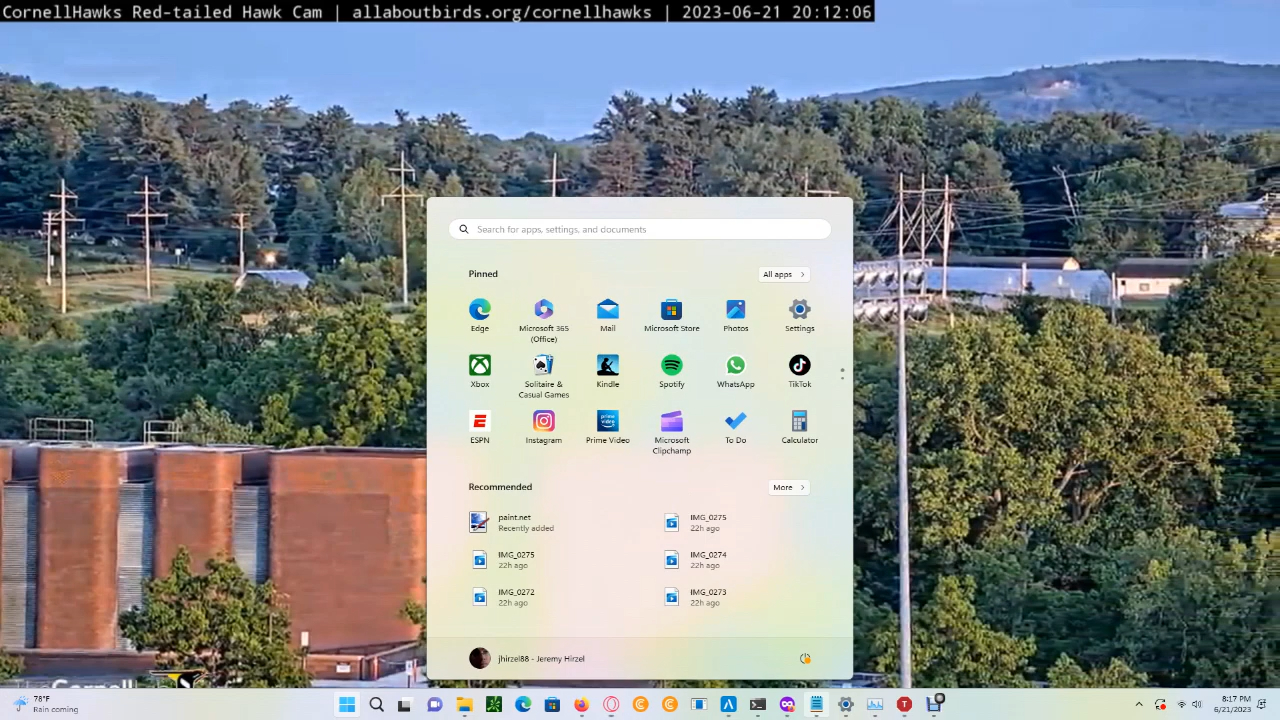 CornellHawks Red-tailed Hawk Cam | allaboutbirds.org/cornellhawks | 2023-06-21 20:12:06
Search for apps, settings, and documents
Pinned
All apps
Edge
Microsoft 365
(Office)
Mail
Microsoft Store
Photos
Settings
Xbox
Solitaire &
Casual Games
Kindle
Spotify
WhatsApp
TikTok
ESPN
Instagram
prime video
Prime Video
Microsoft
Clipchamp
To Do
Calculator
Recommended
More
paint.net
Recently added
IMG_0275
22h ago
IMG_0275
22h ago
IMG_0274
22h ago
IMG_0272
22h ago
IMG_0273
22h ago
jhirzel88 - Jeremy Hirzel
Cornell
78°F
Rain coming
8:17 PM
6/21/2023